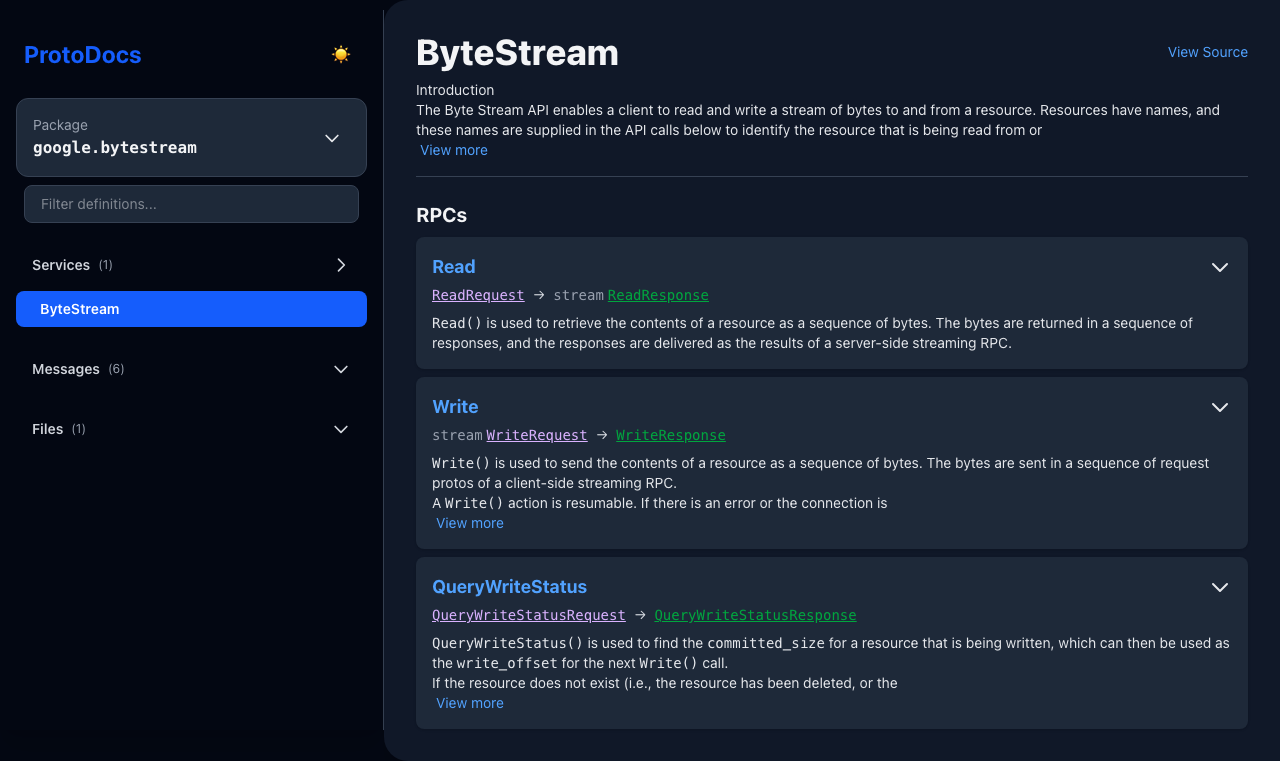 ProtoDocs
Package
google.bytestream
Filter definitions...
Services (1)
ByteStream
Messages (6)
Files (1)
ByteStream
View Source
Introduction
The Byte Stream API enables a client to read and write a stream of bytes to and from a resource. Resources have names, and
these names are supplied in the API calls below to identify the resource that is being read from or
View more
RPCs
Read
ReadRequest → stream ReadResponse
Read() is used to retrieve the contents of a resource as a sequence of bytes. The bytes are returned in a sequence of
responses, and the responses are delivered as the results of a server-side streaming RPC.
Write
stream WriteRequest → WriteResponse
Write() is used to send the contents of a resource as a sequence of bytes. The bytes are sent in a sequence of request
protos of a client-side streaming RPC.
A Write() action is resumable. If there is an error or the connection is
View more
QueryWriteStatus
QueryWriteStatusRequest → QueryWriteStatusResponse
QueryWriteStatus() is used to find the committed_size for a resource that is being written, which can then be used as
the write_offset for the next Write() call.
If the resource does not exist (i.e., the resource has been deleted, or the
View more